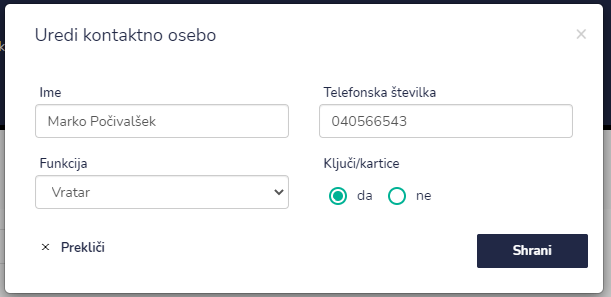 Uredi kontaktno osebo
×
Ime
Telefonska številka
Marko Počivalšek
040566543
Funkcija
Ključi/kartice
Vratar
da
ne
× Prekliči
Shrani